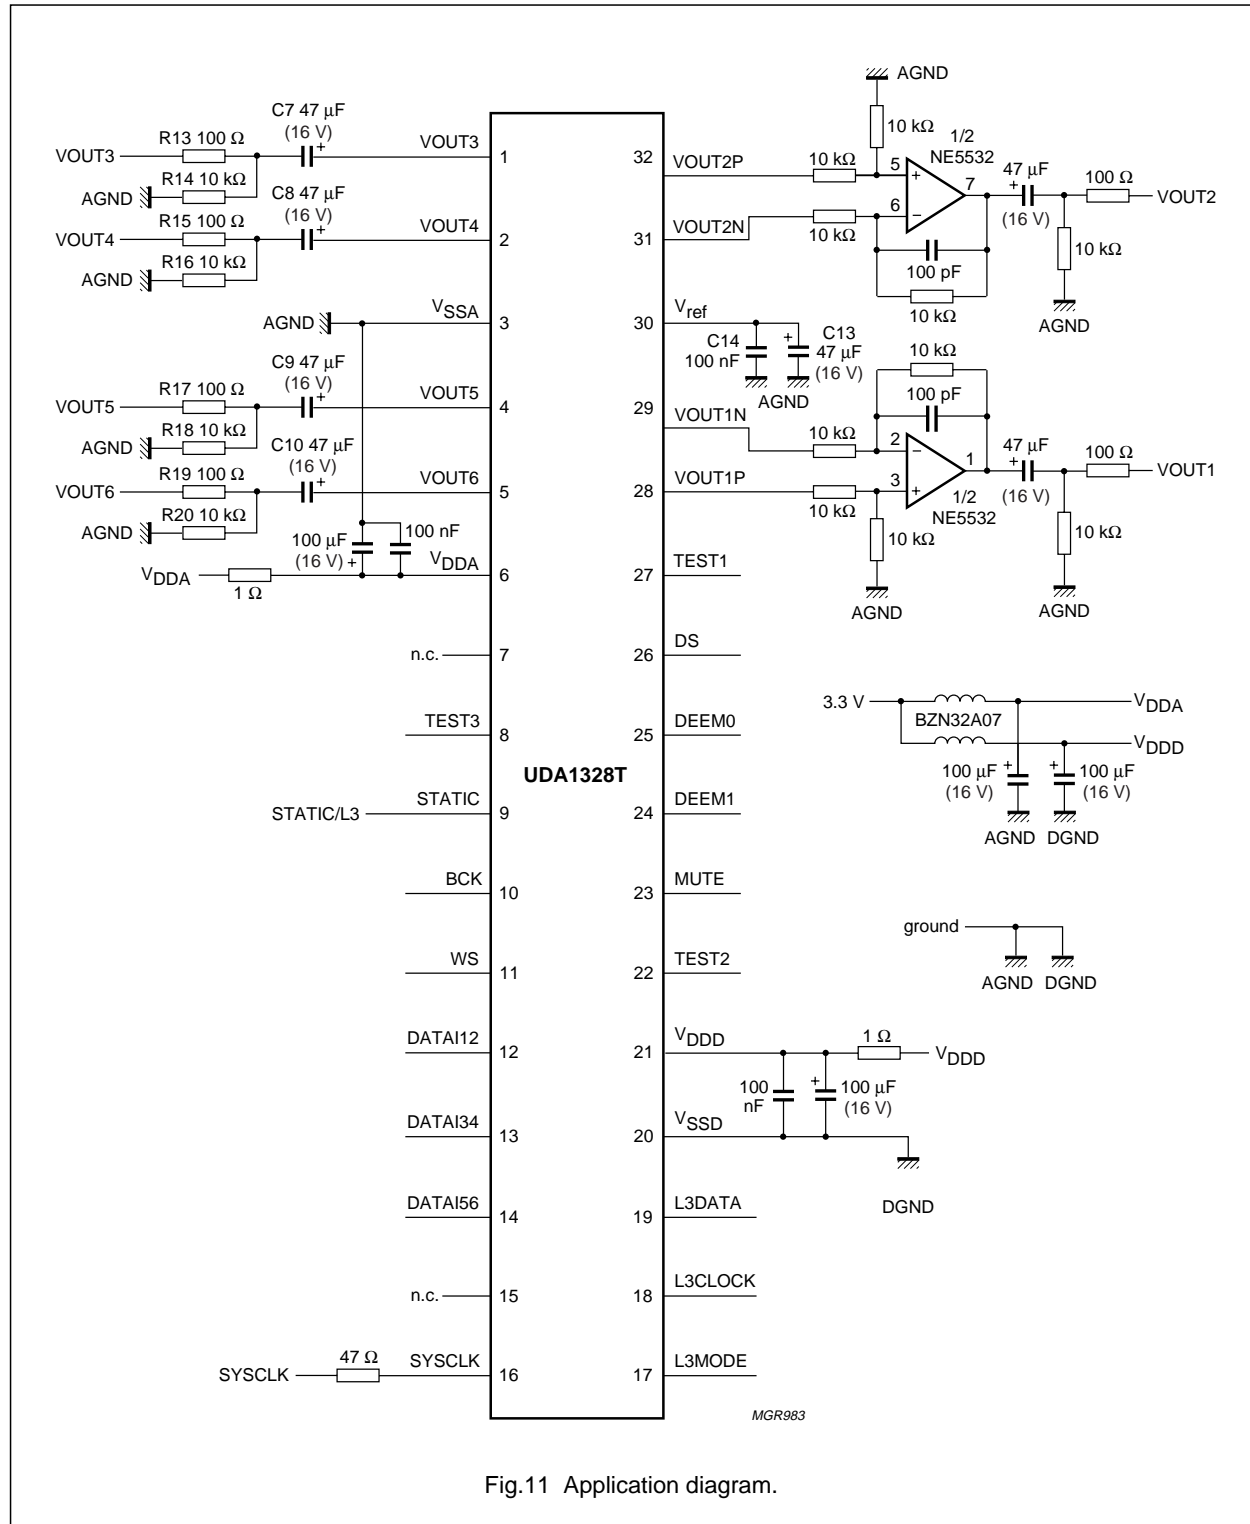 AGND
C7 47 μF
(16 V)
R13 100 Ω
VOUT3
VOUT3
1
R14 10 kΩ
AGND
C8 47 μF
(16 V)
R15 100 Ω
VOUT4
VOUT4
2
R16 10 kΩ
AGND
AGND
VSSA
3
C9 47 μF
(16 V)
R17 100 Ω
VOUT5
VOUT5
4
R18 10 kΩ
AGND
C10 47 μF
(16 V)
R19 100 Ω
VOUT6
VOUT6
5
R20 10 kΩ
AGND
100 μF
(16 V)
+
100 nF
VDDA
1 Ω
VDDA
6
n.c.
7
TEST3
8
UDA1328T
STATIC/L3
STATIC
9
BCK
10
WS
11
DATAI12
12
DATAI34
13
DATAI56
14
n.c.
15
SYSCLK
47 Ω
SYSCLK
16
32
VOUT2P
10 kΩ
10 kΩ
1/2
NE5532
5
+
7
6
−
47 μF
+
(16 V)
100 Ω
VOUT2
31
VOUT2N
10 kΩ
100 pF
10 kΩ
10 kΩ
AGND
30
Vref
C14
100 nF
+
C13
47 μF
(16 V)
AGND
10 kΩ
100 pF
29
VOUT1N
10 kΩ
2
−
1
3
+
1/2
NE5532
47 μF
+
(16 V)
100 Ω
VOUT1
28
VOUT1P
10 kΩ
10 kΩ
10 kΩ
AGND
AGND
27
TEST1
26
DS
25
DEEM0
24
DEEM1
23
MUTE
22
TEST2
21
VDDD
1 Ω
VDDD
100
nF
+
100 μF
(16 V)
20
VSSD
DGND
19
L3DATA
18
L3CLOCK
17
L3MODE
3.3 V
BZN32A07
VDDA
VDDD
100 μF
+
(16 V)
+
100 μF
(16 V)
AGND
DGND
ground
AGND
DGND
MGR983
Fig.11 Application diagram.